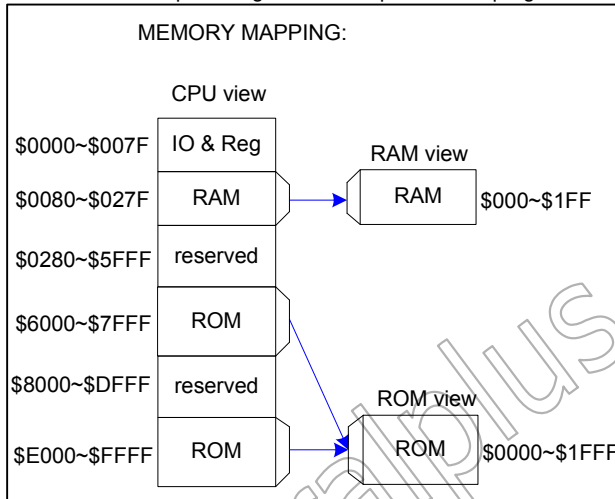 MEMORY MAPPING:
CPU view
$0000~$007F IO & Reg
RAM view
$0080~$027F RAM RAM $000~$1FF
$0280~$5FFF reserved
$6000~$7FFF ROM
$8000~$DFFF reserved
ROM view
$E000~$FFFF ROM ROM $0000~$1FFF